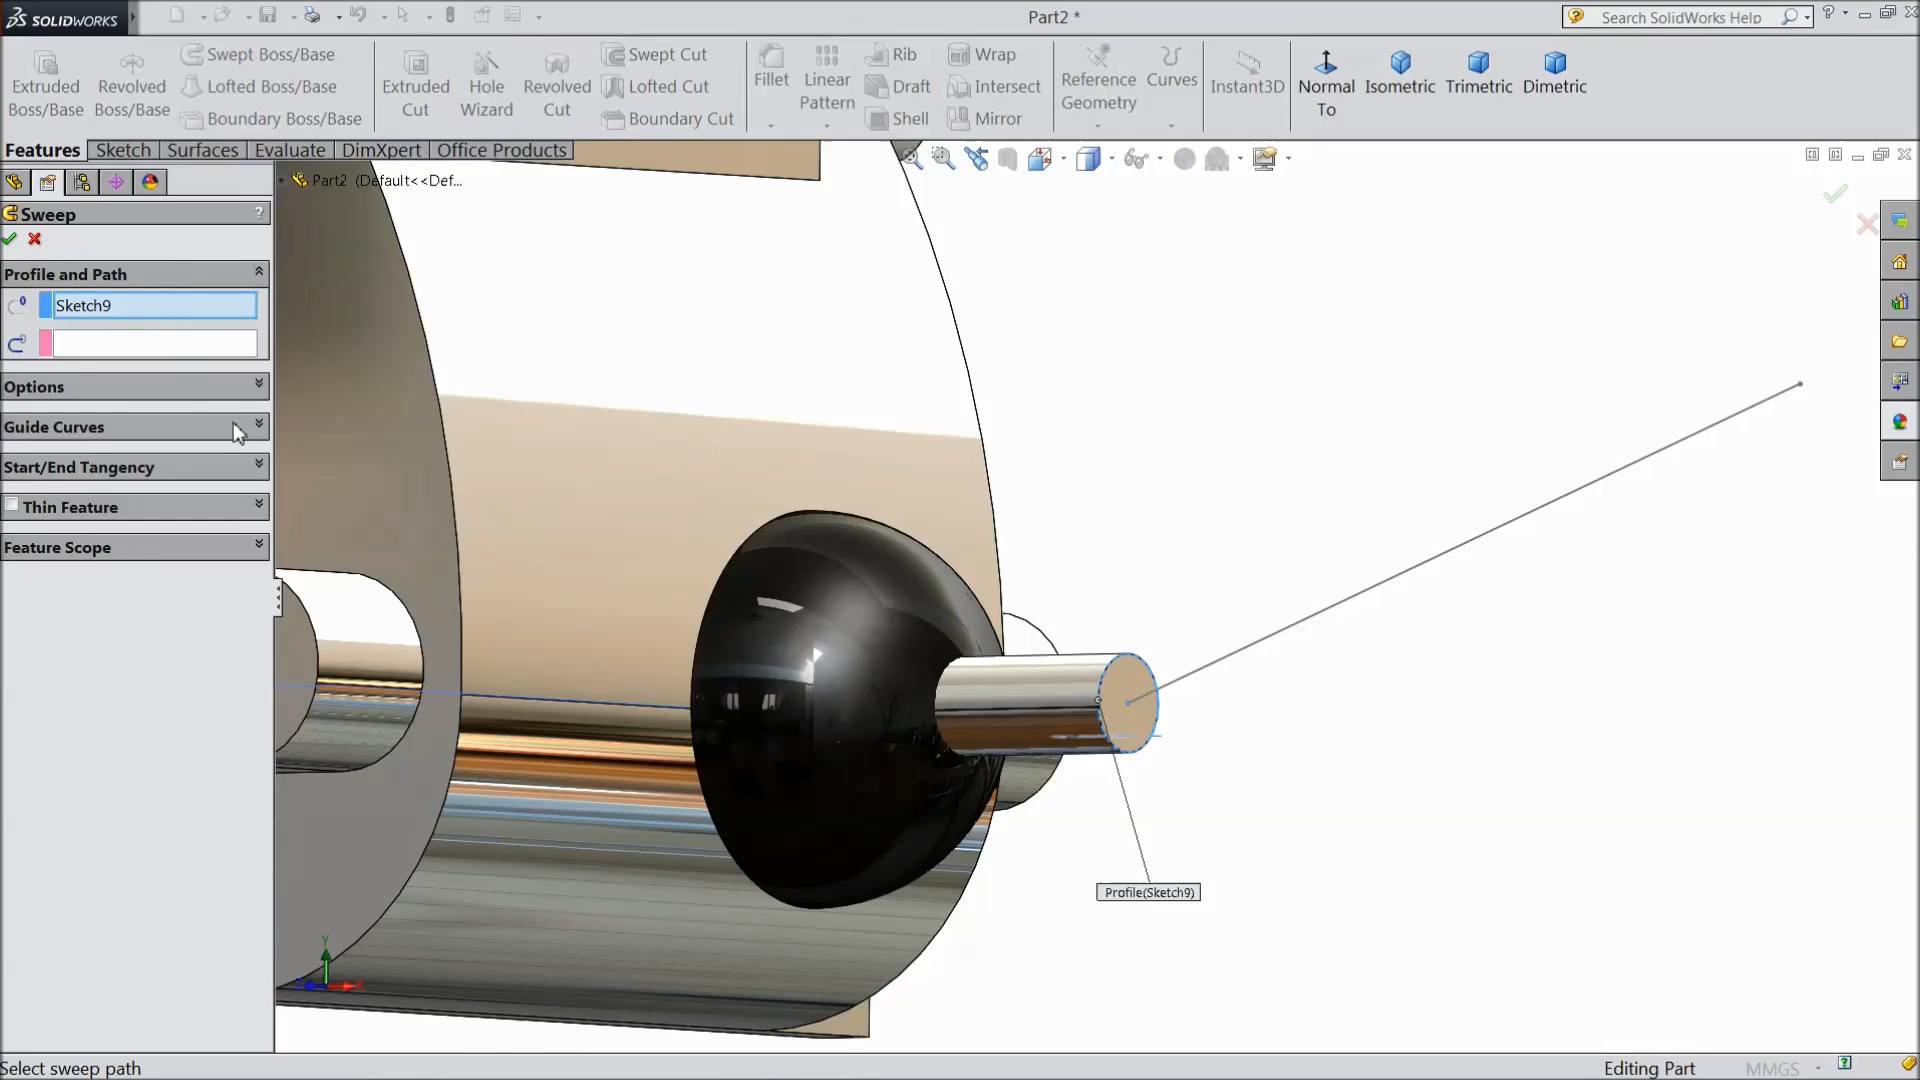 SOLIDWORKS
Part2 *
Search SolidWorks Help
Extruded Boss/Base
Revolved Boss/Base
Swept Boss/Base
Lofted Boss/Base
Boundary Boss/Base
Extruded Cut
Hole Wizard
Revolved Cut
Swept Cut
Lofted Cut
Boundary Cut
Fillet
Linear Pattern
Rib
Draft
Shell
Wrap
Intersect
Mirror
Reference Geometry
Curves
Instant3D
Normal To
Isometric
Trimetric
Dimetric
Features
Sketch
Surfaces
Evaluate
DimXpert
Office Products
Part2 (Default<<Def...
Sweep
?
Profile and Path
Sketch9
Options
Guide Curves
Start/End Tangency
Thin Feature
Feature Scope
Profile(Sketch9)
Y
X
Select sweep path
Editing Part
MMGS